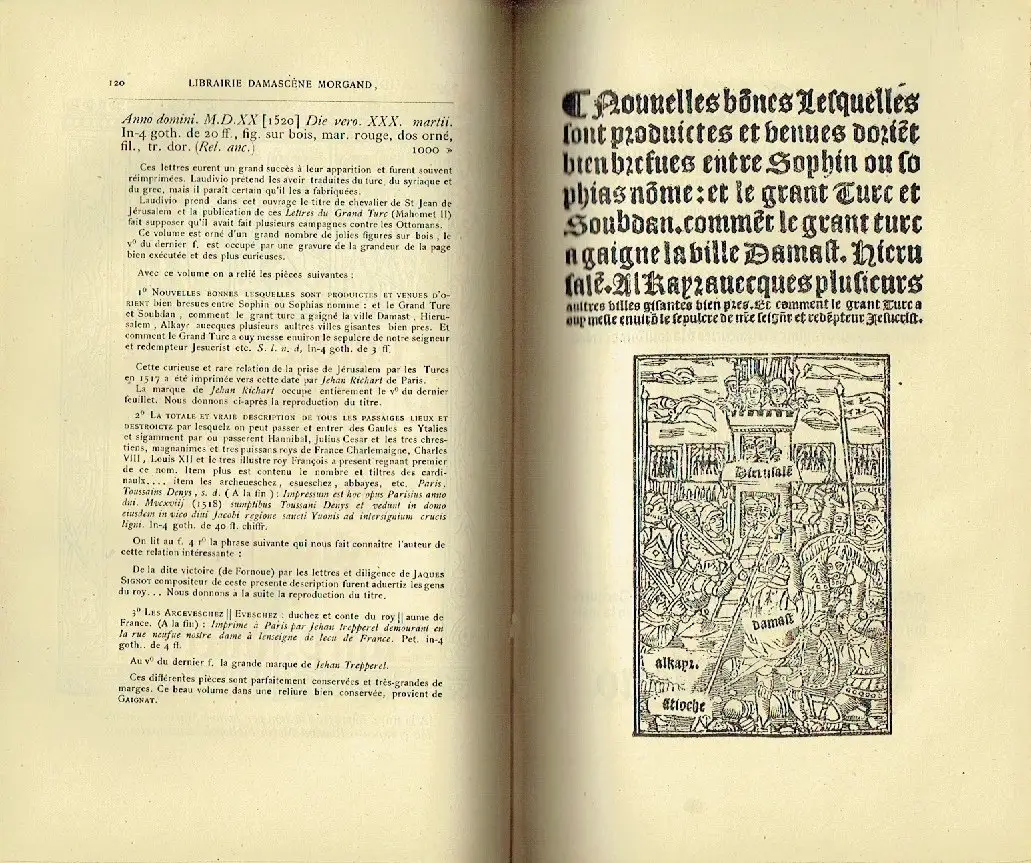 120
LIBRAIRIE DAMASCÈNE MORGAND,
Anno domini. M.D.XX [1520] Die vero. XXX. martii.
In-4 goth. de 20 ff., fig. sur bois, mar. rouge, dos orné,
fil., tr. dor. (Rel. anc.) 1000 »
Ces lettres eurent un grand succès à leur apparition et furent souvent
réimprimées. Laudivio prétend les avoir traduites du turc, du syriaque et
du grec, mais il paraît certain qu'il les a fabriquées.
Laudivio prend dans cet ouvrage le titre de chevalier de St Jean de
Jérusalem et la publication de ces Lettres du Grand Turc (Mahomet II)
fait supposer qu'il avait fait plusieurs campagnes contre les Ottomans.
Ce volume est orné d'un grand nombre de jolies figures sur bois ; le
v° du dernier f. est occupé par une gravure de la grandeur de la page
bien exécutée et des plus curieuses.
Avec ce volume on a relié les pièces suivantes :
1° NOUVELLES BONNES LESQUELLES SONT PRODUICTES ET VENUES D'O-
RIENT bien bresues entre Sophin ou Sophias nomme : et le Grand Turc
et Soubdan, comment le grant turc a gaigné la ville Damast, Hieru-
salem, Alkayr auecques plusieurs aultres villes gisantes bien pres. Et
comment le Grand Turc a ouy messe enuiron le sepulcre de notre seigneur
et redempteur Jesucrist etc. S. l. n. d. In-4 goth. de 3 ff.
Cette curieuse et rare relation de la prise de Jérusalem par les Turcs
en 1517 a été imprimée vers cette date par Jehan Richart de Paris.
La marque de Jehan Richart occupe entièrement le v° du dernier
feuillet. Nous donnons ci-après la reproduction du titre.
2° LA TOTALE ET VRAIE DESCRIPTION DE TOUS LES PASSAIGES LIEUX ET
DESTROICTZ par lesquelz on peut passer et entrer des Gaules es Ytalies
et sigamment par ou passerent Hannibal, Julius Cesar et les tres chres-
tiens, magnanimes et tres puissans roys de France Charlemaigne, Charles
VIII, Louis XII et le tres illustre roy François a present regnant premier
de ce nom. Item plus est contenu le nombre et tiltres des cardi-
naulx.... item les archeueschez, esueschez, abbayes, etc. Paris,
Toussains Denys, s. d. (A la fin) : Impressum est hoc opus Parisius anno
dni. Mvcxviij (1518) sumptibus Toussani Denys et vedunt in domo
eiusdem in vico diui Jacobi regione sancti Yuonis ad intersignium crucis
ligni. In-4 goth. de 40 ff. chiffr.
On lit au f. 4 r° la phrase suivante qui nous fait connaître l'auteur de
cette relation intéressante :
De la dite victoire (de Fornoue) par les lettres et diligence de JAQUES
SIGNOT compositeur de ceste presente description furent aduertis les gens
du roy... Nous donnons à la suite la reproduction du titre.
3° LES ARCEVESCHEZ || EVESCHEZ : duchez et conte du roy || aume de
France. (A la fin) : Imprime à Paris par Jehan Trepperel demourant en
la rue neufue nostre dame à lenseigne de lecu de France. Pet. in-4
goth. de 4 ff.
Au v° du dernier f. la grande marque de Jehan Trepperel.
Ces différentes pièces sont parfaitement conservées et très-grandes de
marges. Ce beau volume dans une reliure bien conservée, provient de
GAIGNAT.
¶ Nouuelles bõnes Lesquelles
sont produictes et venues doriẽt
bien brefues entre Sophin ou so
phias nõme: et le grant Turc et
Soubdan. commẽt le grant turc
a gaigne la ville Damast. Hieru
salẽ. Alkayr auecques plusieurs
aultres villes gisantes bien pres. Et comment le grant Turc a
ouy messe enuirõ le sepulcre de nr̃e seignr̃ et redẽpteur Jesucrist.
Hierusalẽ
damast
alkayr.
Etioche